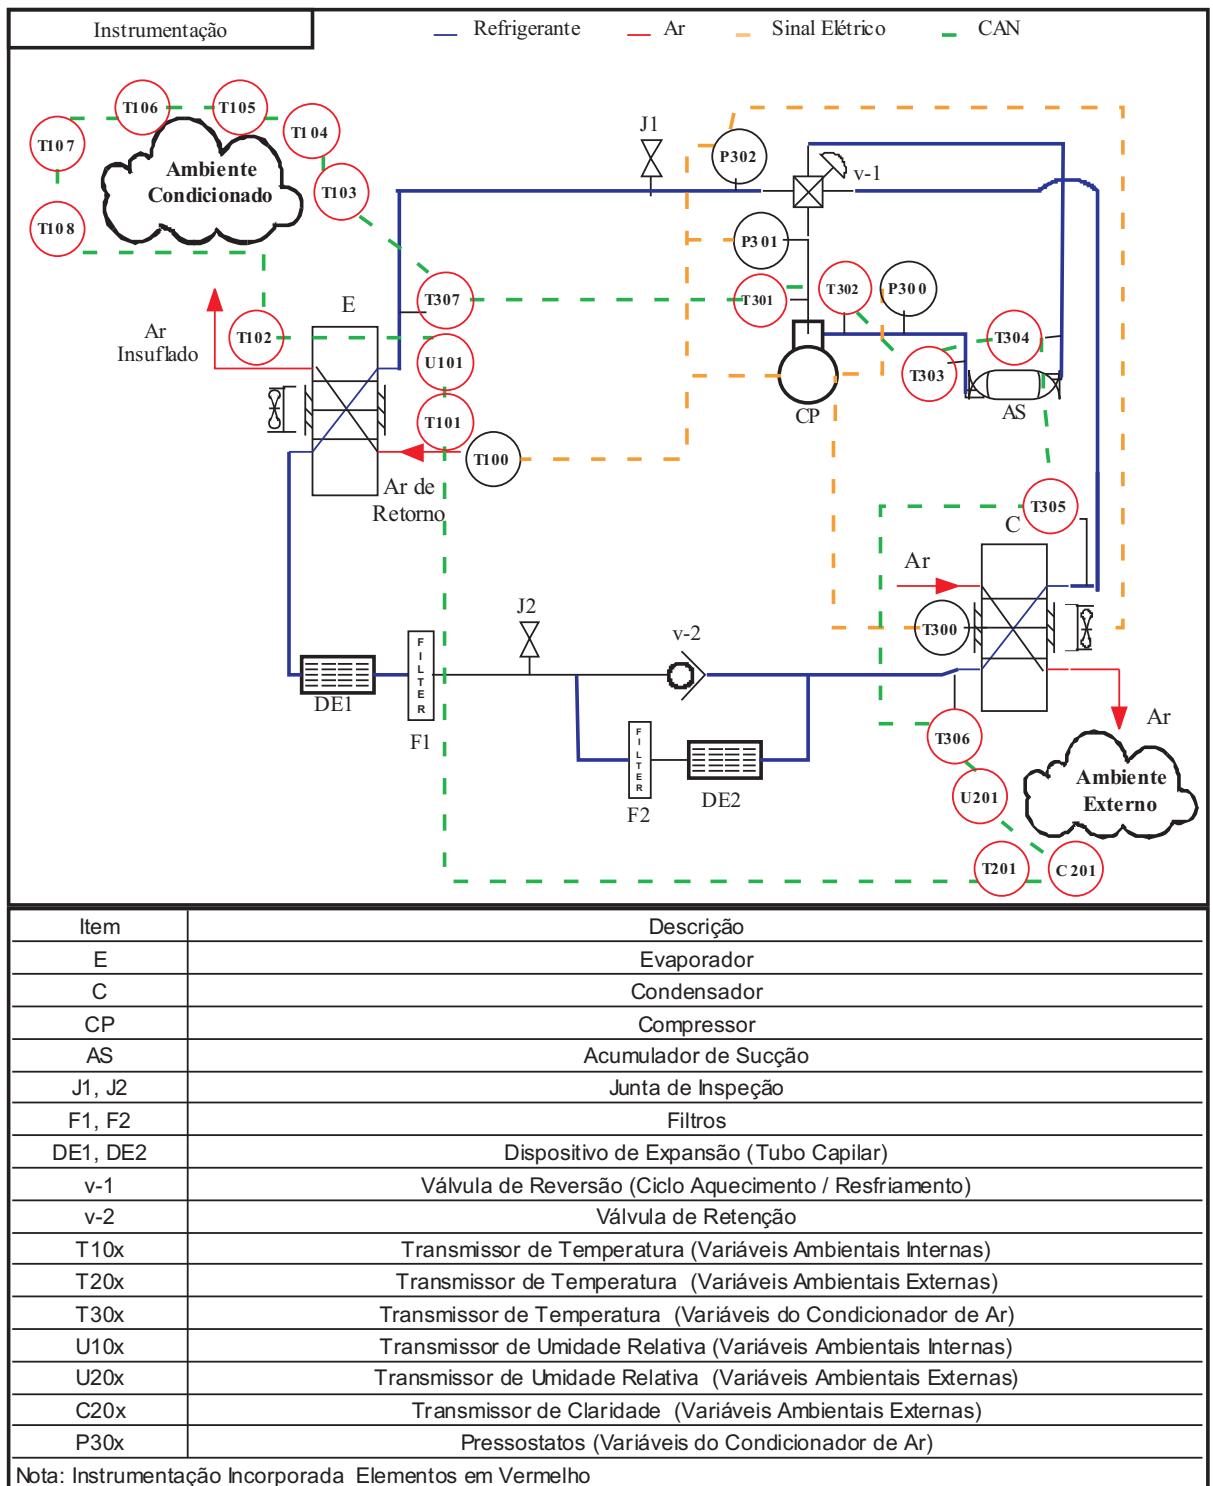 Instrumentação
Refrigerante
Ar
Sinal Elétrico
CAN
T106
T105
T104
T107
T103
T108
Ambiente
Condicionado
J1
P302
v-1
P301
T307
T301
T302
P300
E
Ar
Insuflado
T102
U101
T304
T303
CP
AS
T101
T100
Ar de
Retorno
T305
C
Ar
T300
J2
v-2
FILTER
DE1
F1
FILTER
F2
DE2
T306
Ar
U201
Ambiente
Externo
T201
C201
Item Descrição
E Evaporador
C Condensador
CP Compressor
AS Acumulador de Sucção
J1, J2 Junta de Inspeção
F1, F2 Filtros
DE1, DE2 Dispositivo de Expansão (Tubo Capilar)
v-1 Válvula de Reversão (Ciclo Aquecimento / Resfriamento)
v-2 Válvula de Retenção
T10x Transmissor de Temperatura (Variáveis Ambientais Internas)
T20x Transmissor de Temperatura (Variáveis Ambientais Externas)
T30x Transmissor de Temperatura (Variáveis do Condicionador de Ar)
U10x Transmissor de Umidade Relativa (Variáveis Ambientais Internas)
U20x Transmissor de Umidade Relativa (Variáveis Ambientais Externas)
C20x Transmissor de Claridade (Variáveis Ambientais Externas)
P30x Pressostatos (Variáveis do Condicionador de Ar)
Nota: Instrumentação Incorporada Elementos em Vermelho